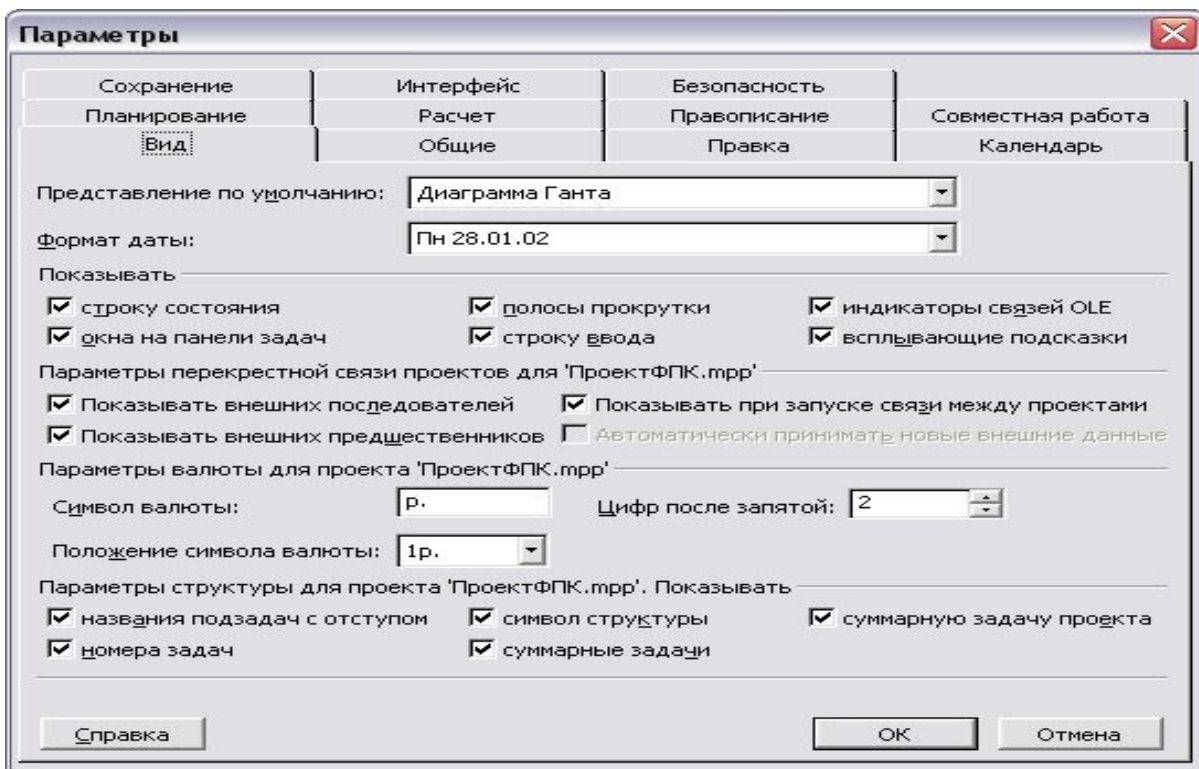 Параметры
Сохранение Интерфейс Безопасность
Планирование Расчет Правописание Совместная работа
Вид Общие Правка Календарь
Представление по умолчанию: Диаграмма Ганта
Формат даты: Пн 28.01.02
Показывать
строку состояния полосы прокрутки индикаторы связей OLE
окна на панели задач строку ввода всплывающие подсказки
Параметры перекрестной связи проектов для 'ПроектФПК.mpp'
Показывать внешних последователей Показывать при запуске связи между проектами
Показывать внешних предшественников Автоматически принимать новые внешние данные
Параметры валюты для проекта 'ПроектФПК.mpp'
Символ валюты: р. Цифр после запятой: 2
Положение символа валюты: 1р.
Параметры структуры для проекта 'ПроектФПК.mpp'. Показывать
названия подзадач с отступом символ структуры суммарную задачу проекта
номера задач суммарные задачи
Справка ОК Отмена